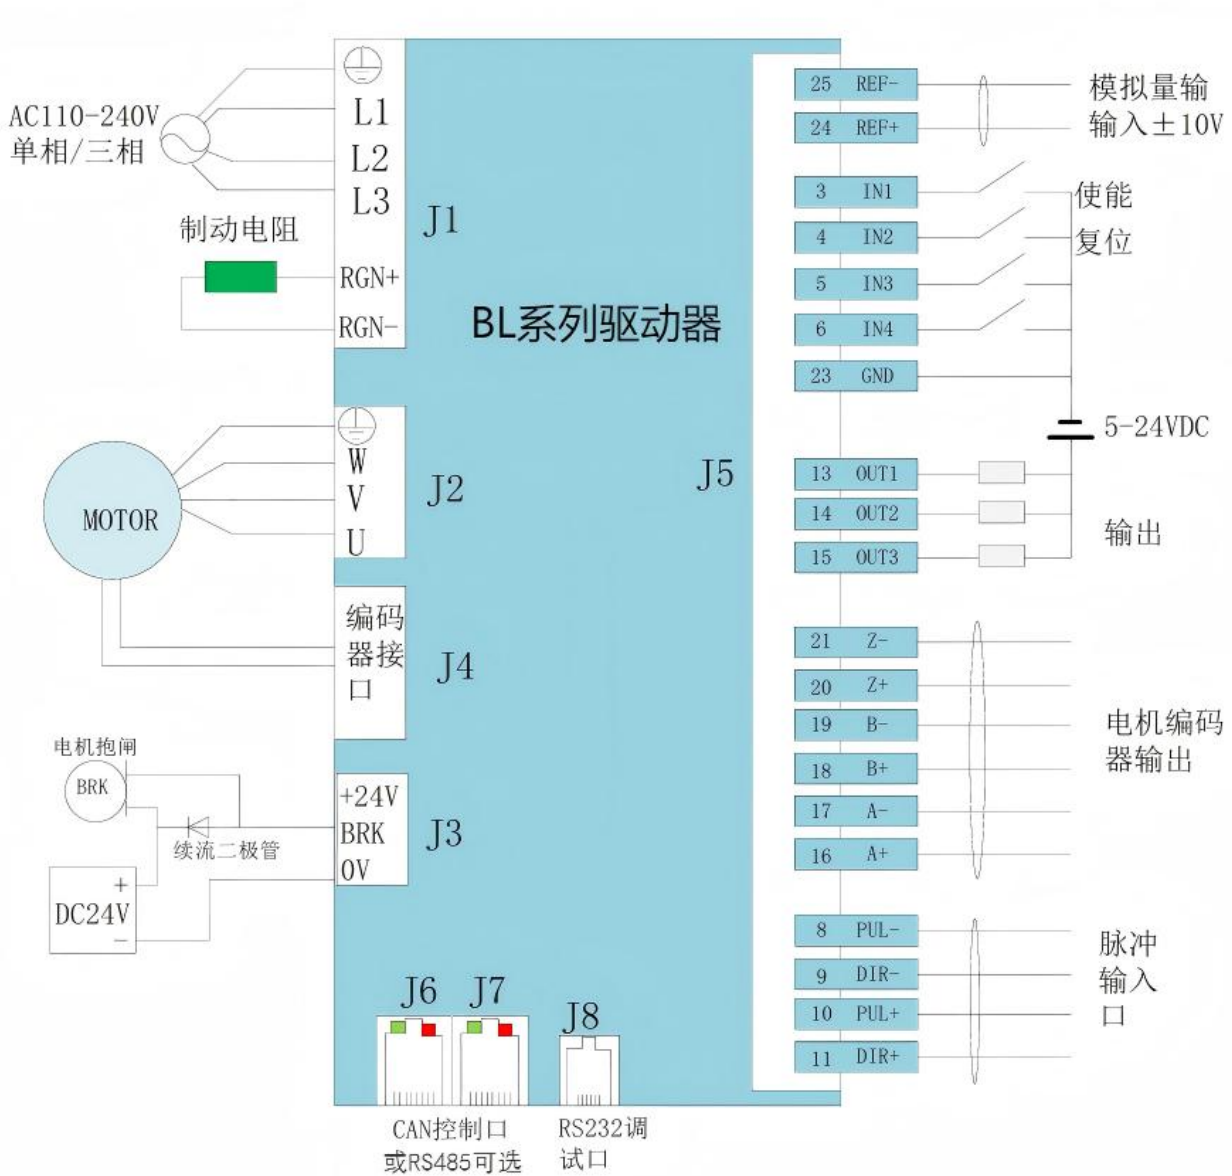 AC110-240V
单相/三相
L1
L2
L3
J1
制动电阻
RGN+
RGN-
BL系列驱动器
MOTOR
W
V
U
J2
编码
器接
口
J4
电机抱闸
BRK
续流二极管
+24V
BRK
0V
J3
+
DC24V
-
J6
J7
J8
CAN控制口
或RS485可选
RS232调
试口
J5
25 REF-
24 REF+
模拟量输
输入±10V
3 IN1
使能
4 IN2
复位
5 IN3
6 IN4
23 GND
5-24VDC
13 OUT1
14 OUT2
15 OUT3
输出
21 Z-
20 Z+
19 B-
18 B+
17 A-
16 A+
电机编码
器输出
8 PUL-
9 DIR-
10 PUL+
11 DIR+
脉冲
输入
口